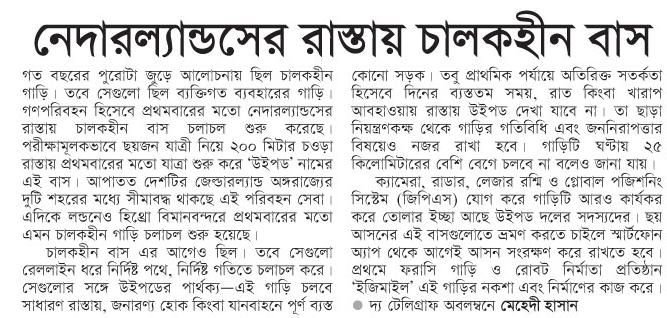 নেদারল্যান্ডসের রাস্তায় চালকহীন বাস
গত বছরের পুরোটা জুড়ে আলোচনায় ছিল চালকহীন
গাড়ি। তবে সেগুলো ছিল ব্যক্তিগত ব্যবহারের গাড়ি।
গণপরিবহন হিসেবে প্রথমবারের মতো নেদারল্যান্ডসের
রাস্তায় চালকহীন বাস চলাচল শুরু করেছে।
পরীক্ষামূলকভাবে ছয়জন যাত্রী নিয়ে ২০০ মিটার চওড়া
রাস্তায় প্রথমবারের মতো যাত্রা শুরু করে ‘উইপড’ নামের
এই বাস। আপাতত দেশটির জেল্ডারল্যান্ড অঙ্গরাজ্যের
দুটি শহরের মধ্যে সীমাবদ্ধ থাকছে এই পরিবহন সেবা।
এদিকে লন্ডনেও হিথ্রো বিমানবন্দরে প্রথমবারের মতো
এমন চালকহীন গাড়ি চলাচল শুরু হয়েছে।
চালকহীন বাস এর আগেও ছিল। তবে সেগুলো
রেললাইন ধরে নির্দিষ্ট পথে, নির্দিষ্ট গতিতে চলাচল করে।
সেগুলোর সঙ্গে উইপডের পার্থক্য—এই গাড়ি চলবে
সাধারণ রাস্তায়, জনারণ্য হোক কিংবা যানবাহনে পূর্ণ ব্যস্ত
কোনো সড়ক। তবু প্রাথমিক পর্যায়ে অতিরিক্ত সতর্কতা
হিসেবে দিনের ব্যস্ততম সময়, রাত কিংবা খারাপ
আবহাওয়ায় রাস্তায় উইপড দেখা যাবে না। তা ছাড়া
নিয়ন্ত্রণকক্ষ থেকে গাড়ির গতিবিধি এবং জননিরাপত্তার
বিষয়েও নজর রাখা হবে। গাড়িটি ঘণ্টায় ২৫
কিলোমিটারের বেশি বেগে চলবে না বলেও জানা যায়।
ক্যামেরা, রাডার, লেজার রশ্মি ও গ্লোবাল পজিশনিং
সিস্টেম (জিপিএস) যোগ করে গাড়িটি আরও কার্যকর
করে তোলার ইচ্ছা আছে উইপড দলের সদস্যদের। ছয়
আসনের এই বাসগুলোতে ভ্রমণ করতে চাইলে স্মার্টফোন
অ্যাপ থেকে আগেই আসন সংরক্ষণ করে রাখতে হবে।
প্রথমে ফরাসি গাড়ি ও রোবট নির্মাতা প্রতিষ্ঠান
‘ইজিমাইল’ এই গাড়ির নকশা এবং নির্মাণের কাজ করে।
● দ্য টেলিগ্রাফ অবলম্বনে মেহেদী হাসান